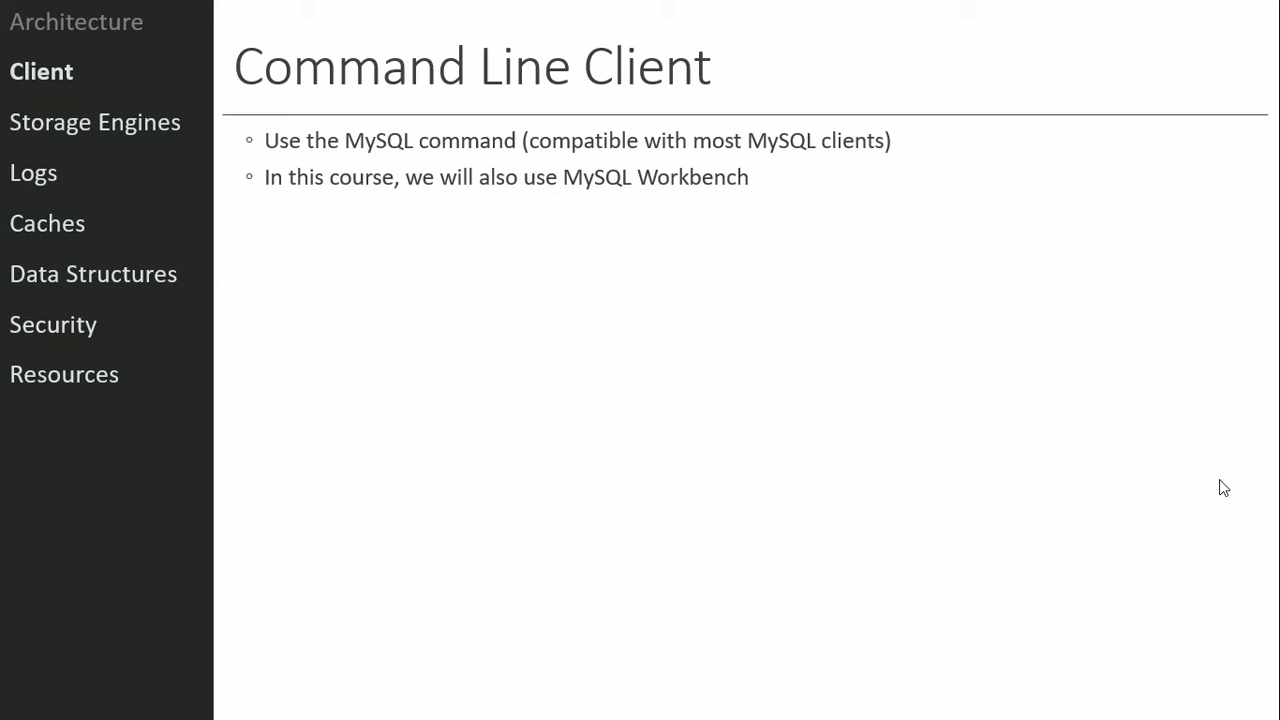 Architecture
Client
Storage Engines
Logs
Caches
Data Structures
Security
Resources
Command Line Client
◦ Use the MySQL command (compatible with most MySQL clients)
◦ In this course, we will also use MySQL Workbench